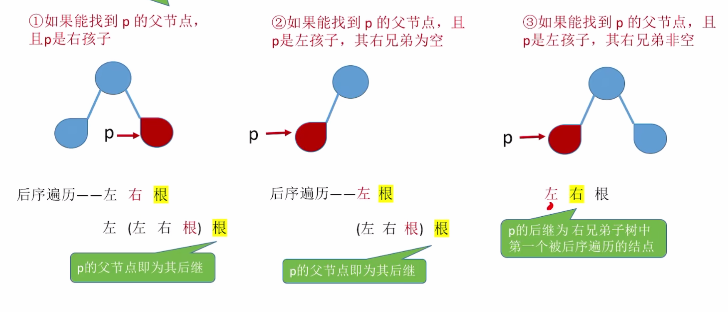 ①如果能找到 p 的父节点，
且p是右孩子
p
后序遍历——左 右 根
左 (左 右 根) 根
p的父节点即为其后继
②如果能找到 p 的父节点，且
p是左孩子，其右兄弟为空
p
后序遍历——左 根
(左 右 根) 根
p的父节点即为其后继
③如果能找到 p 的父节点，且
p是左孩子，其右兄弟非空
p
左 右 根
p的后继为 右兄弟子树中
第一个被后序遍历的结点